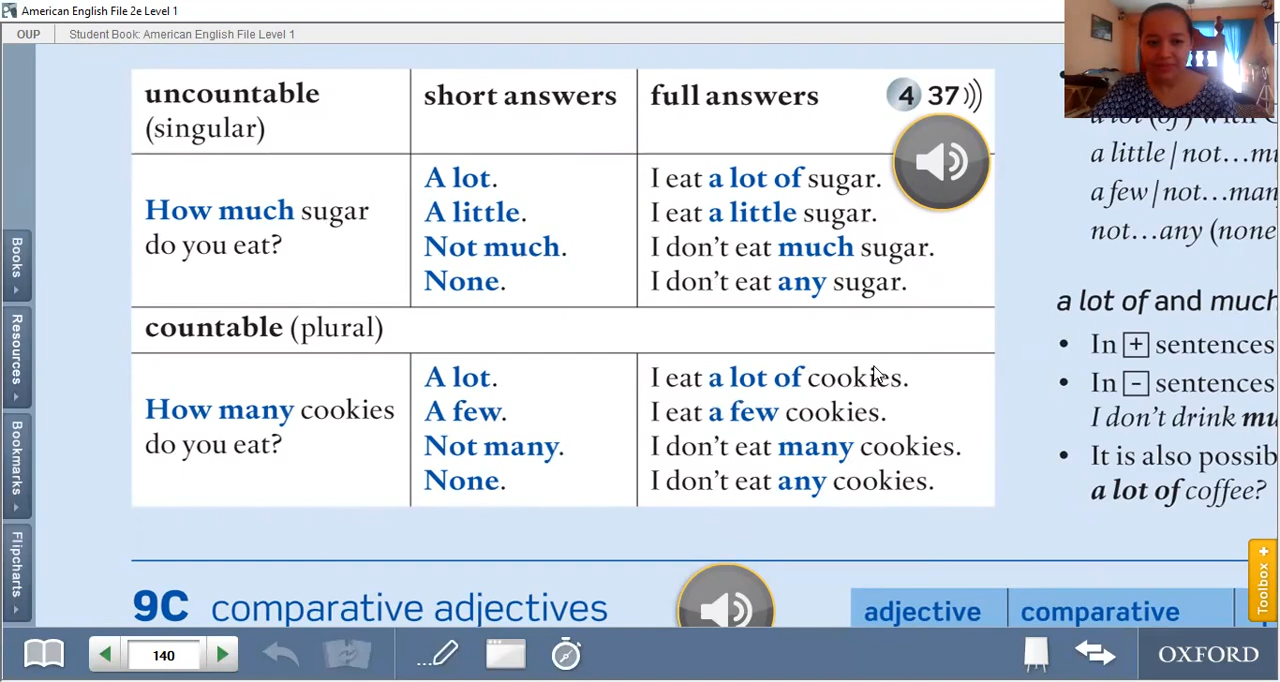 American English File 2e Level 1
OUP
Student Book: American English File Level 1
uncountable
(singular)
short answers
full answers
4 37
How much sugar
do you eat?
A lot.
A little.
Not much.
None.
I eat a lot of sugar.
I eat a little sugar.
I don't eat much sugar.
I don't eat any sugar.
countable (plural)
How many cookies
do you eat?
A lot.
A few.
Not many.
None.
I eat a lot of cookies.
I eat a few cookies.
I don't eat many cookies.
I don't eat any cookies.
a lot (of) with
a little | not…
a few | not…
not…any (none
a lot of and much
• In + sentences
• In - sentences
I don't drink
• It is also
a lot of coffee?
9C comparative adjectives
adjective
comparative
Books
Resources
Bookmarks
Flipcharts
Toolbox +
140
OXFORD